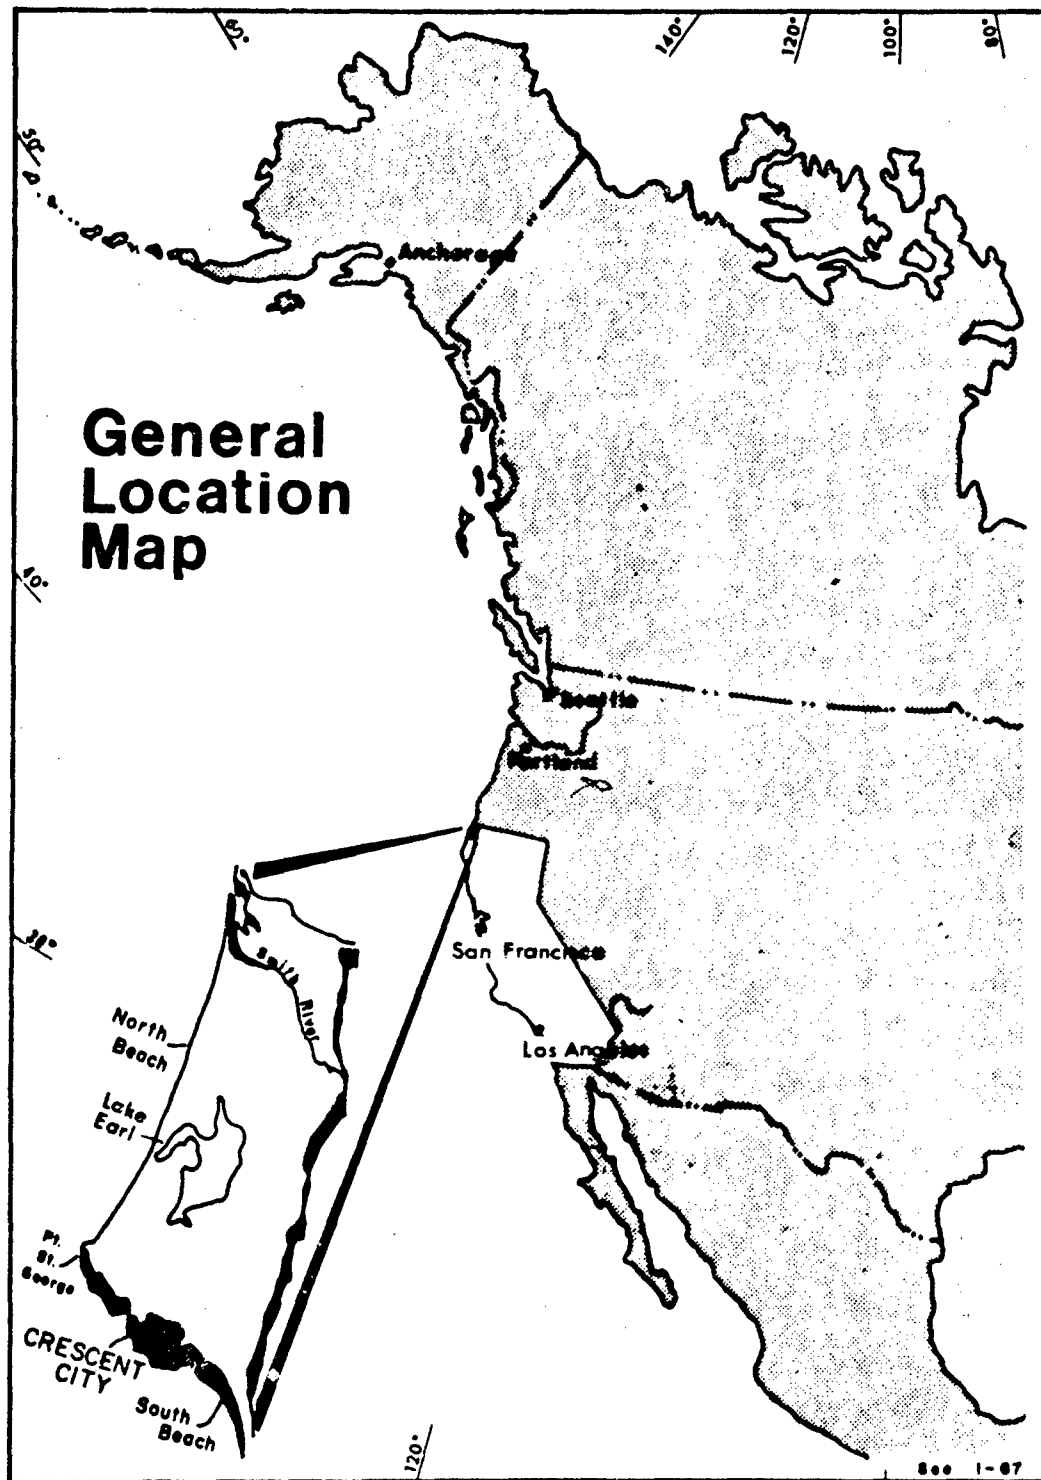 140°
120°
100°
80°
50°
Anchorage
General
Location
Map
40°
Seattle
Portland
San Francisco
Smith
River
North
Beach
Los Angeles
Lake
Earl
Pt.
St.
George
CRESCENT
CITY
South
Beach
120°